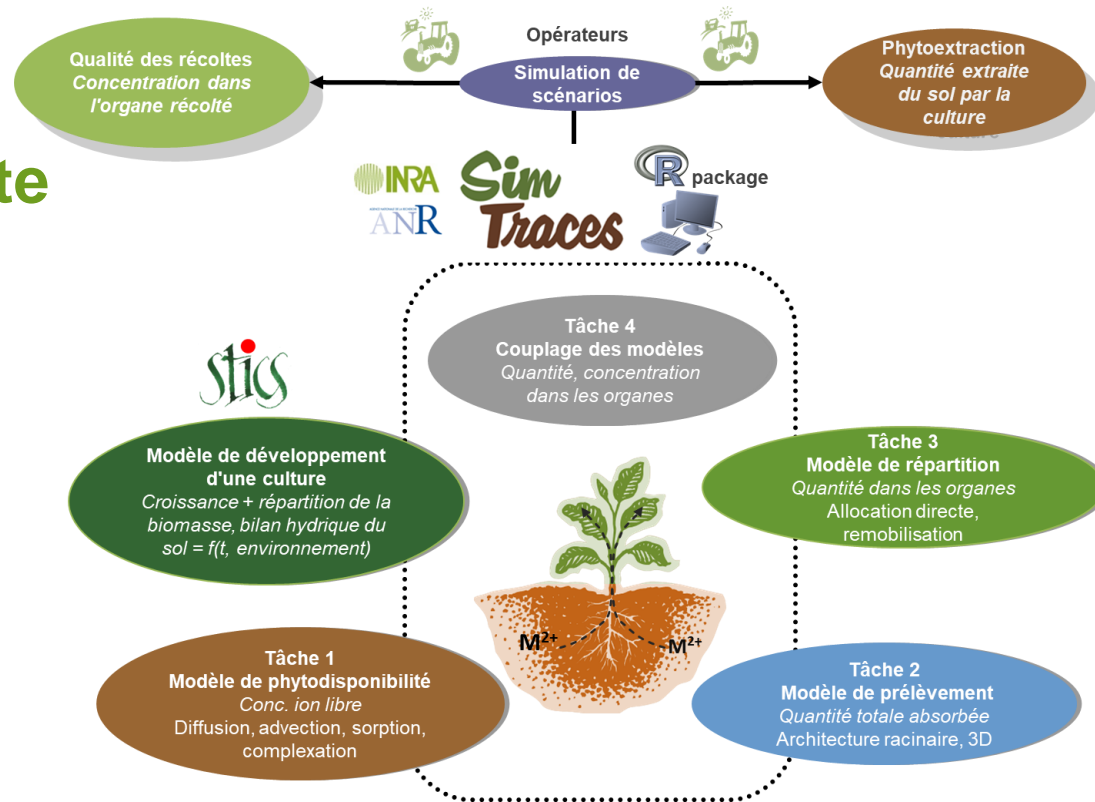 Opérateurs
Qualité des récoltes
Concentration dans
l'organe récolté
Simulation de
scénarios
Phytoextraction
Quantité extraite
du sol par la
culture
te
INRA
ANR
Sim
Traces
R package
Tâche 4
Couplage des modèles
Quantité, concentration
dans les organes
stics
Modèle de développement
d'une culture
Croissance + répartition de la
biomasse, bilan hydrique du
sol = f(t, environnement)
Tâche 3
Modèle de répartition
Quantité dans les organes
Allocation directe,
remobilisation
M²⁺
M²⁺
Tâche 1
Modèle de phytodisponibilité
Conc. ion libre
Diffusion, advection, sorption,
complexation
Tâche 2
Modèle de prélèvement
Quantité totale absorbée
Architecture racinaire, 3D